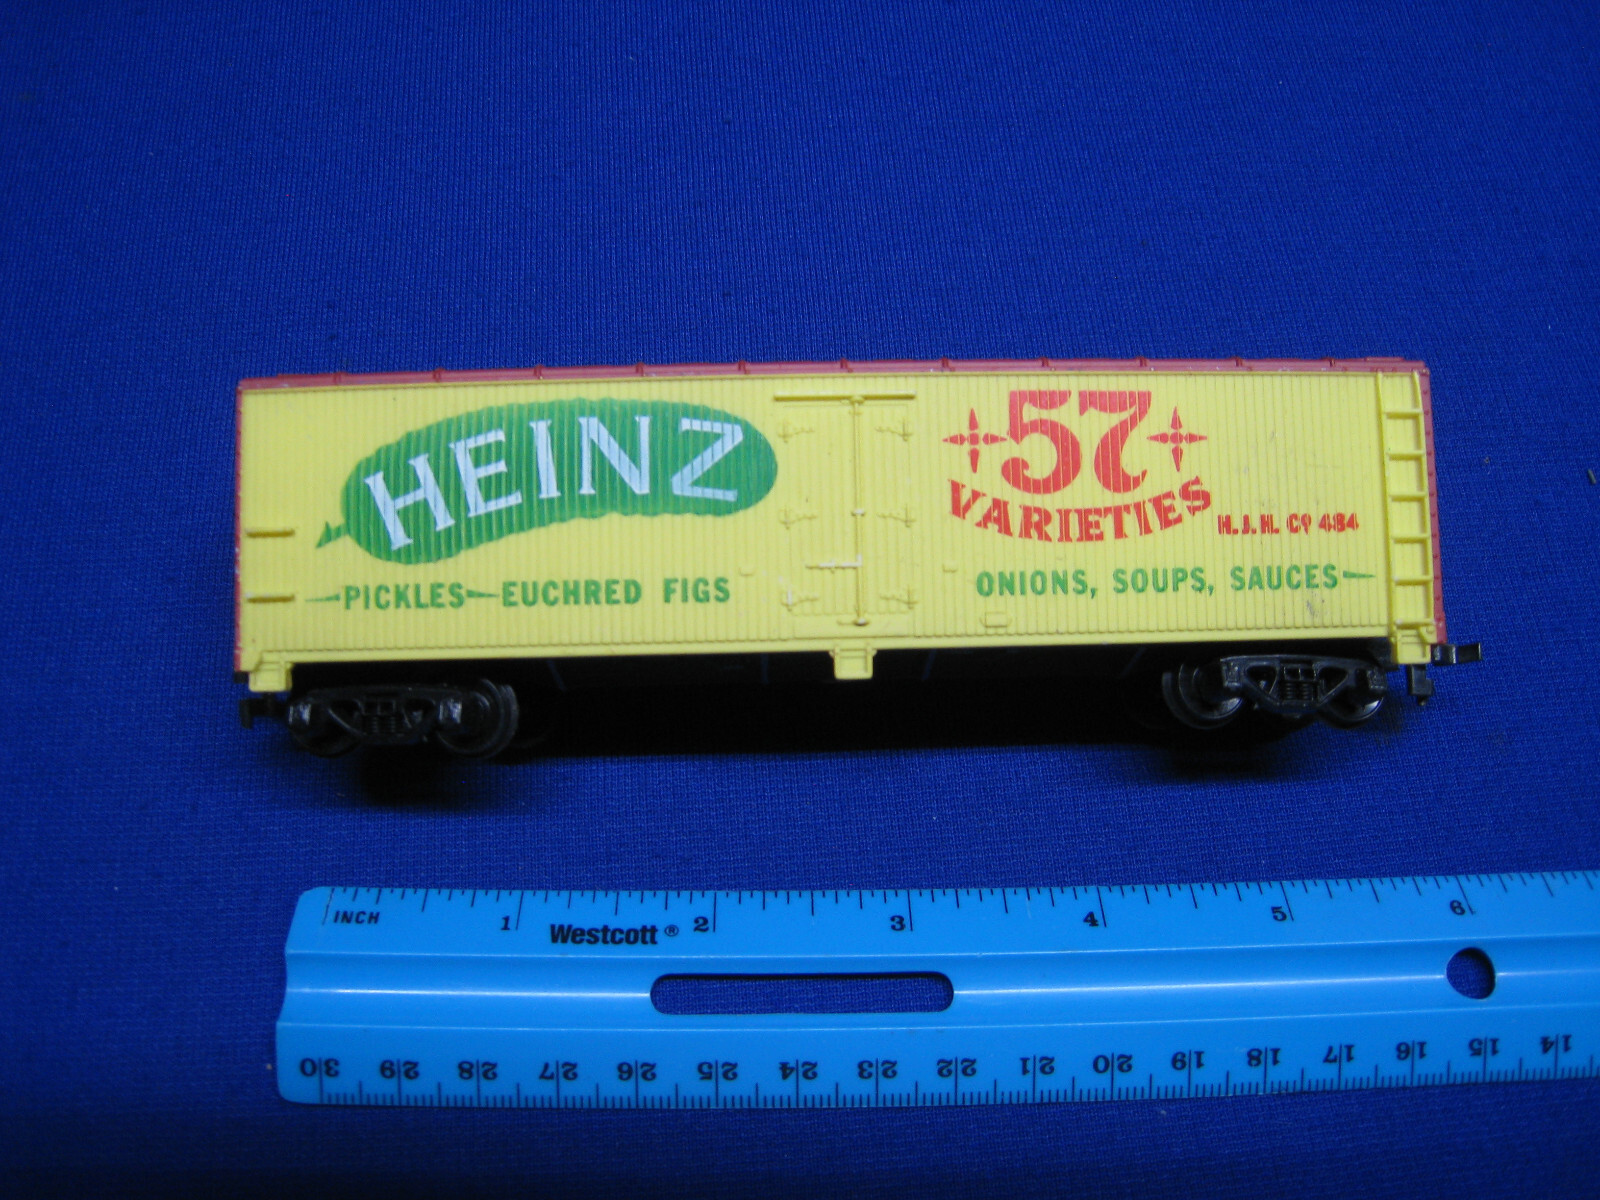 HEINZ
PICKLES EUCHRED FIGS
57
VARIETIES
H.J.H. Cº 484
ONIONS, SOUPS, SAUCES
INCH 1 2 3 4 5 6
Westcott®
30 29 28 27 26 25 24 23 22 21 20 19 18 17 16 15 14